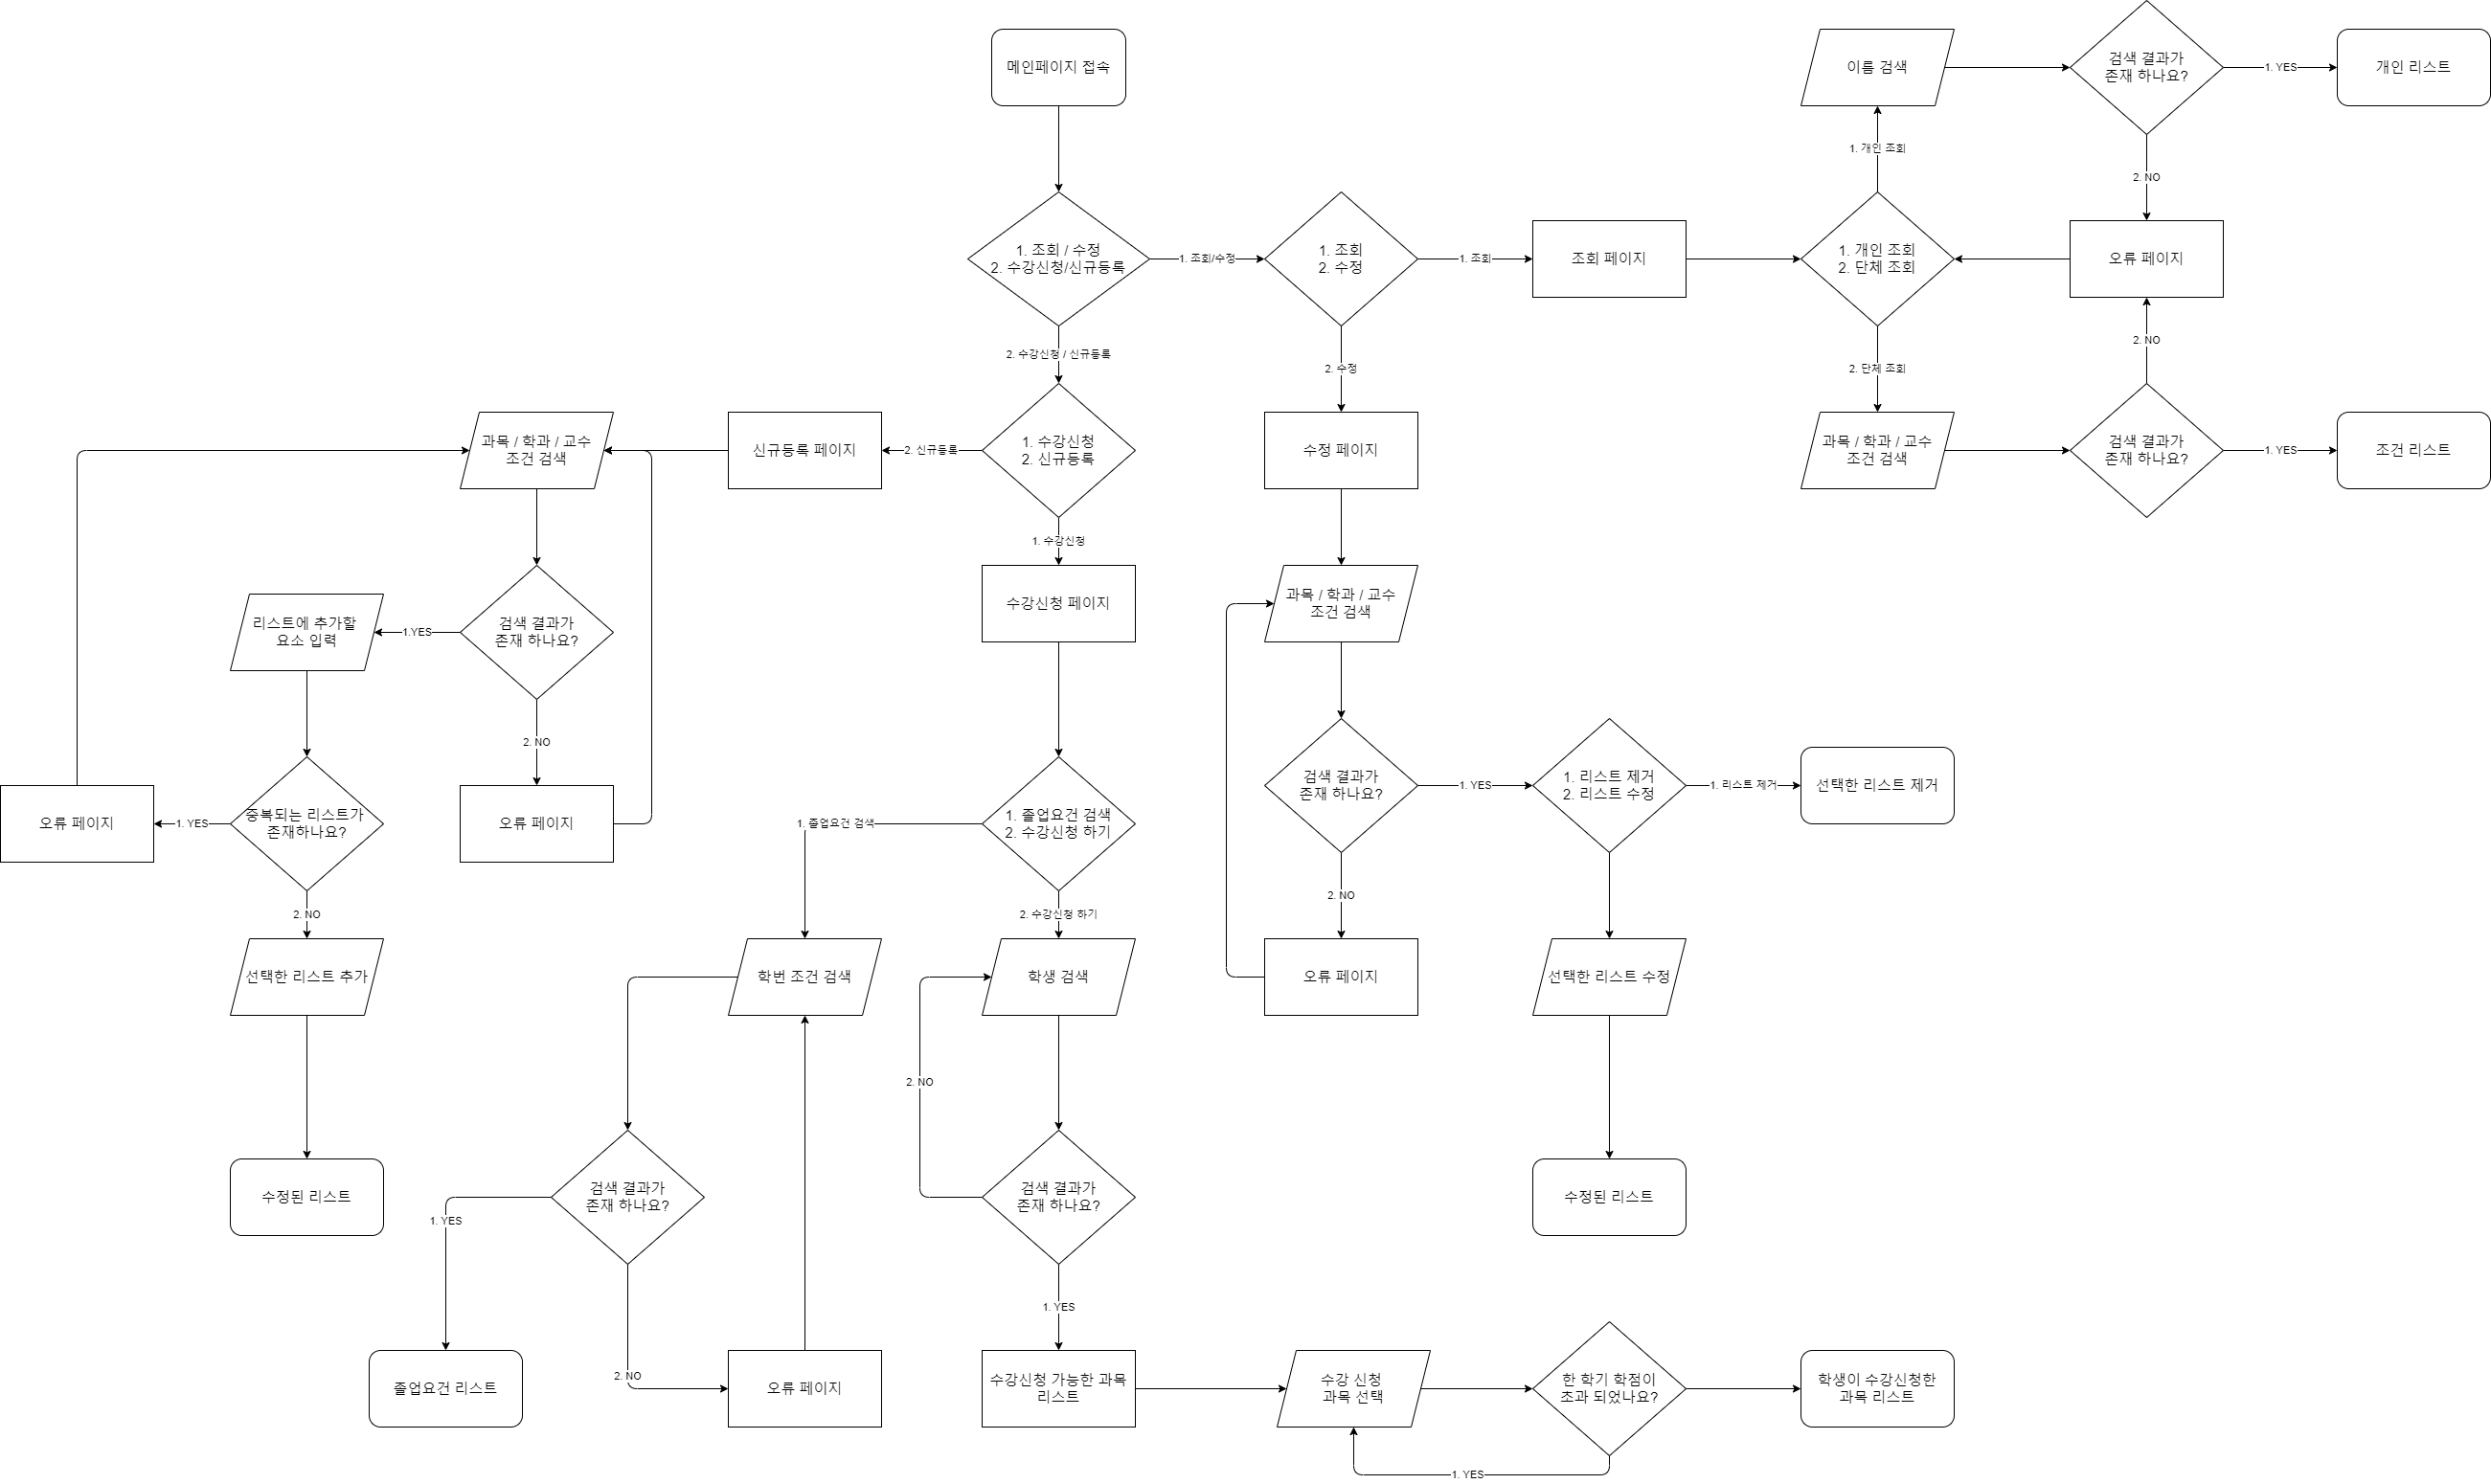 메인페이지 접속
이름 검색
검색 결과가
존재 하나요?
1. YES
개인 리스트
1. 개인 조회
2. NO
1. 조회 / 수정
2. 수강신청/신규등록
1. 조회/수정
1. 조회
2. 수정
1. 조회
조회 페이지
1. 개인 조회
2. 단체 조회
오류 페이지
2. 수강신청 / 신규등록
2. 수정
2. 단체 조회
2. NO
과목 / 학과 / 교수
조건 검색
신규등록 페이지
2. 신규등록
1. 수강신청
2. 신규등록
수정 페이지
과목 / 학과 / 교수
조건 검색
검색 결과가
존재 하나요?
1. YES
조건 리스트
1. 수강신청
리스트에 추가할
요소 입력
1.YES
검색 결과가
존재 하나요?
수강신청 페이지
과목 / 학과 / 교수
조건 검색
2. NO
오류 페이지
1. YES
중복되는 리스트가
존재하나요?
오류 페이지
1. 졸업요건 검색
1. 졸업요건 검색
2. 수강신청 하기
검색 결과가
존재 하나요?
1. YES
1. 리스트 제거
2. 리스트 수정
1. 리스트 제거
선택한 리스트 제거
2. NO
2. 수강신청 하기
2. NO
선택한 리스트 추가
학번 조건 검색
학생 검색
오류 페이지
선택한 리스트 수정
2. NO
수정된 리스트
검색 결과가
존재 하나요?
검색 결과가
존재 하나요?
수정된 리스트
1. YES
1. YES
2. NO
졸업요건 리스트
오류 페이지
수강신청 가능한 과목
리스트
수강 신청
과목 선택
한 학기 학점이
초과 되었나요?
학생이 수강신청한
과목 리스트
1. YES